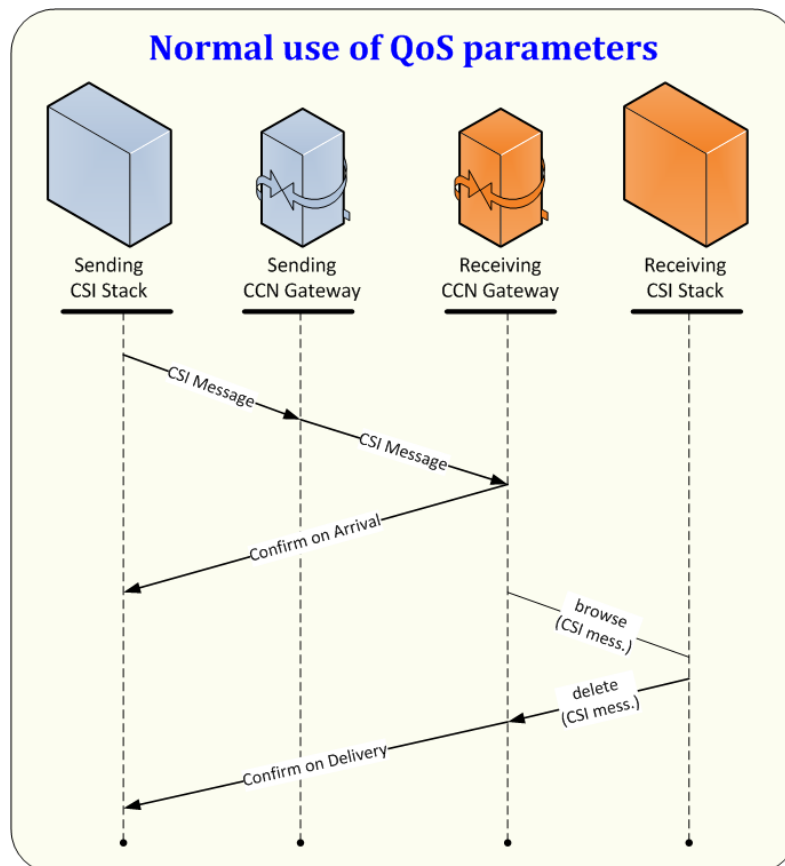 Normal use of QoS parameters
Sending
CSI Stack
Sending
CCN Gateway
Receiving
CCN Gateway
Receiving
CSI Stack
CSI Message
CSI Message
Confirm on Arrival
browse
(CSI mess.)
delete
(CSI mess.)
Confirm on Delivery